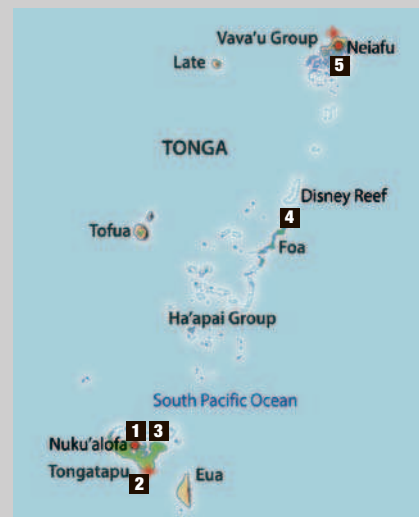 Vava'u Group
Neiafu
5
Late
TONGA
Disney Reef
4
Tofua
Foa
Ha'apai Group
South Pacific Ocean
1 3
Nuku'alofa
Tongatapu
2
Eua